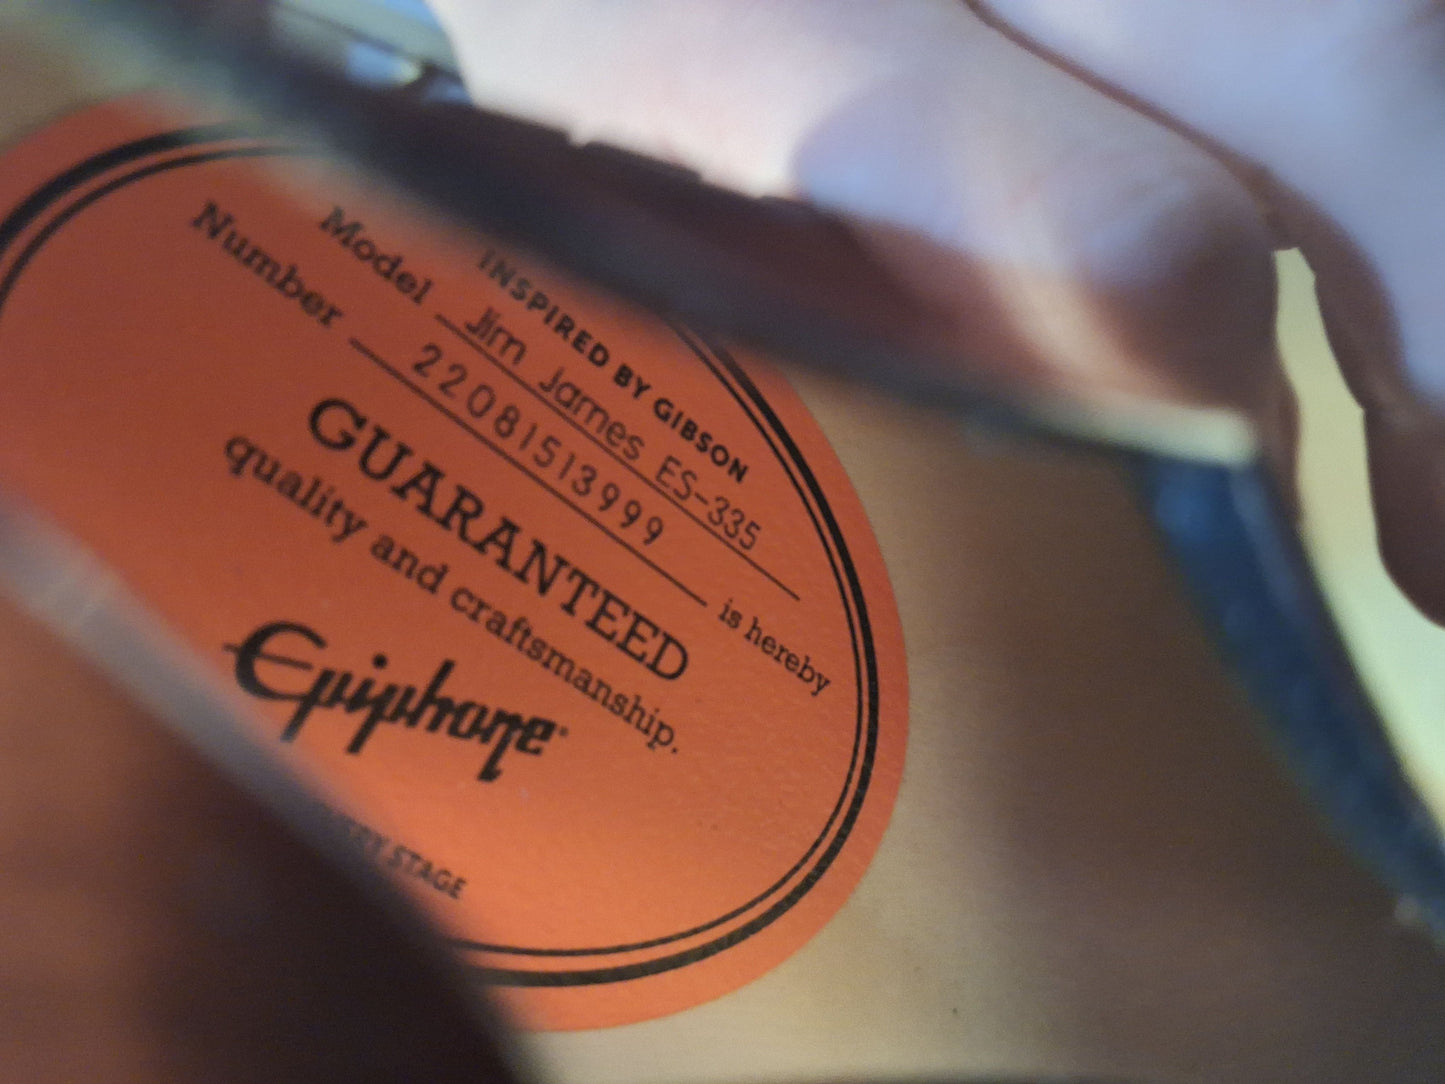 INSPIRED BY GIBSON
Model Jim James ES-335
Number 22081513999 is hereby
GUARANTEED
quality and craftsmanship.
Epiphone
STAGE